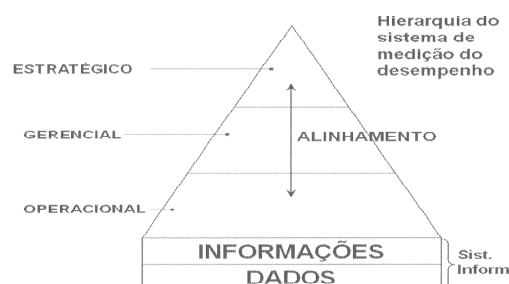 Hierarquia do
sistema de
medição do
desempenho
ESTRATÉGICO
GERENCIAL
ALINHAMENTO
OPERACIONAL
INFORMAÇÕES
DADOS
Sist.
Inform